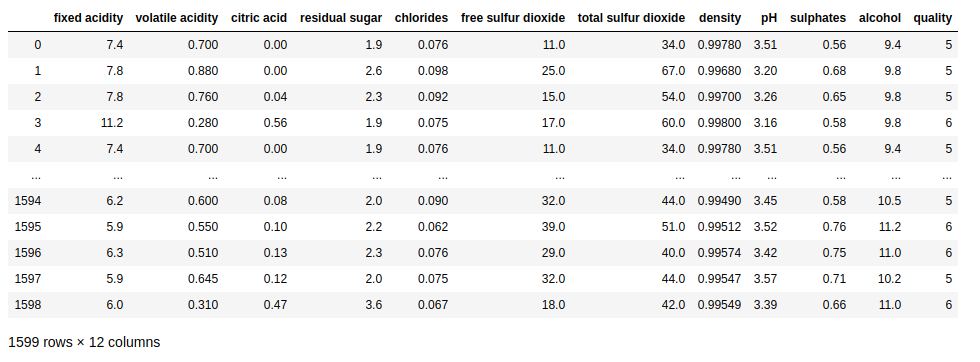 fixed acidity volatile acidity citric acid residual sugar chlorides free sulfur dioxide total sulfur dioxide density pH sulphates alcohol quality
0 7.4 0.700 0.00 1.9 0.076 11.0 34.0 0.99780 3.51 0.56 9.4 5
1 7.8 0.880 0.00 2.6 0.098 25.0 67.0 0.99680 3.20 0.68 9.8 5
2 7.8 0.760 0.04 2.3 0.092 15.0 54.0 0.99700 3.26 0.65 9.8 5
3 11.2 0.280 0.56 1.9 0.075 17.0 60.0 0.99800 3.16 0.58 9.8 6
4 7.4 0.700 0.00 1.9 0.076 11.0 34.0 0.99780 3.51 0.56 9.4 5
... ... ... ... ... ... ... ... ... ... ... ... ...
1594 6.2 0.600 0.08 2.0 0.090 32.0 44.0 0.99490 3.45 0.58 10.5 5
1595 5.9 0.550 0.10 2.2 0.062 39.0 51.0 0.99512 3.52 0.76 11.2 6
1596 6.3 0.510 0.13 2.3 0.076 29.0 40.0 0.99574 3.42 0.75 11.0 6
1597 5.9 0.645 0.12 2.0 0.075 32.0 44.0 0.99547 3.57 0.71 10.2 5
1598 6.0 0.310 0.47 3.6 0.067 18.0 42.0 0.99549 3.39 0.66 11.0 6
1599 rows × 12 columns